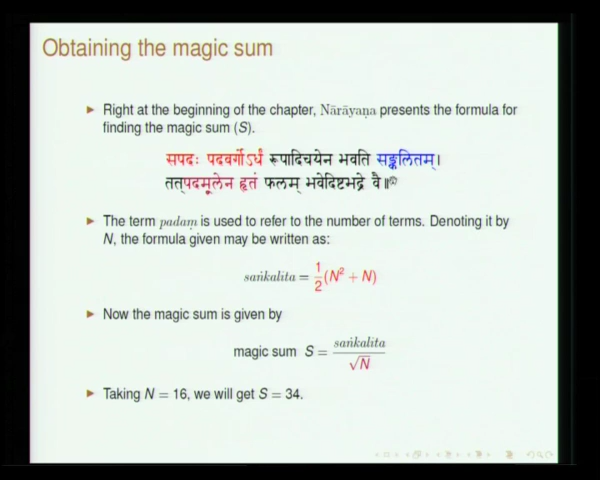 Obtaining the magic sum
▶ Right at the beginning of the chapter, Nārāyaṇa presents the formula for
finding the magic sum (S).
सपदः पदवर्गोऽर्धं रूपादिचयेन भवति सङ्कलितम्।
तत्पदमूलेन हृतं फलम् भवेदिष्टभद्रे वै॥
▶ The term padaṃ is used to refer to the number of terms. Denoting it by
N, the formula given may be written as:
saṅkalita = 1/2 (N² + N)
▶ Now the magic sum is given by
magic sum S = saṅkalita / √N
▶ Taking N = 16, we will get S = 34.